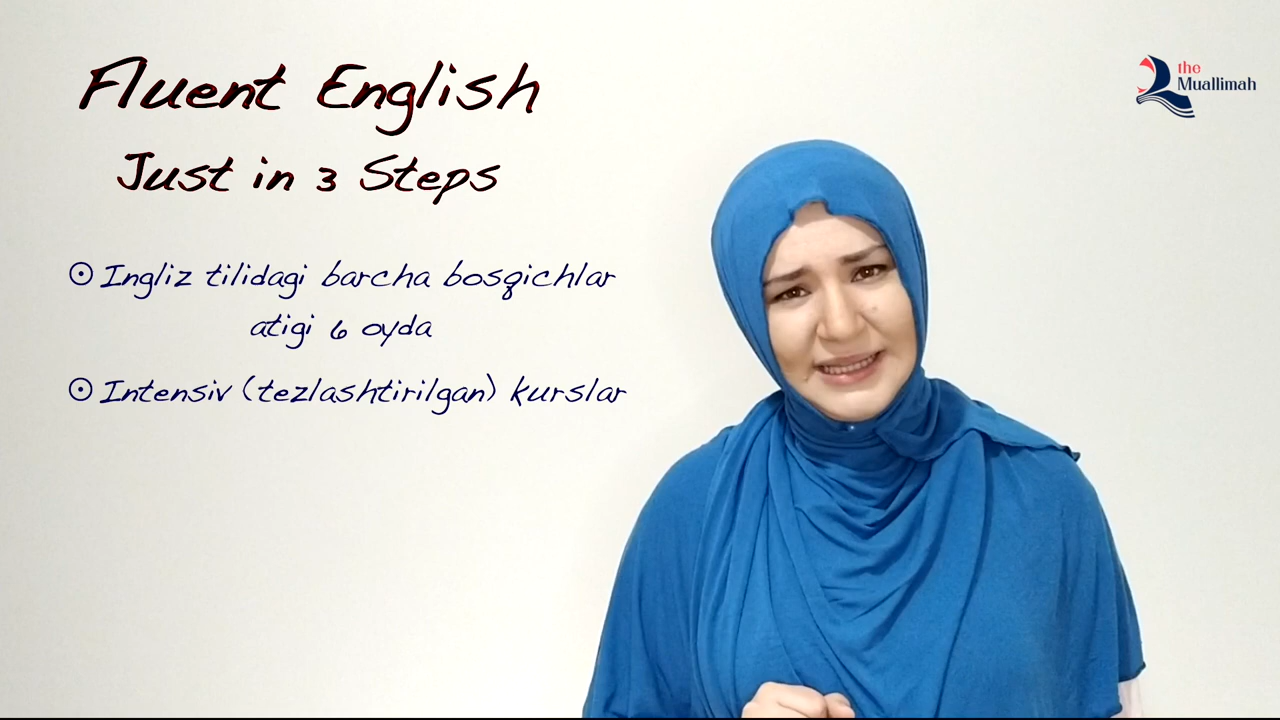 Fluent English
Just in 3 Steps
the
Muallimah
Ingliz tilidagi barcha bosqichlar
atigi 6 oyda
Intensiv (tezlashtirilgan) kurslar